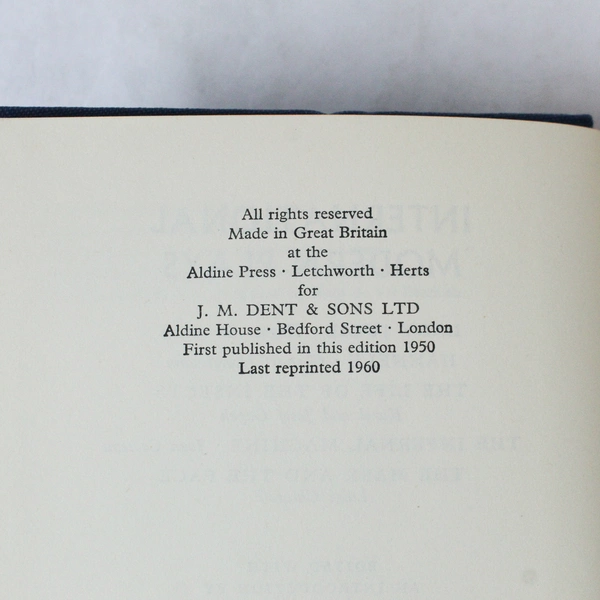 All rights reserved
Made in Great Britain
at the
Aldine Press · Letchworth · Herts
for
J. M. DENT & SONS LTD
Aldine House · Bedford Street · London
First published in this edition 1950
Last reprinted 1960